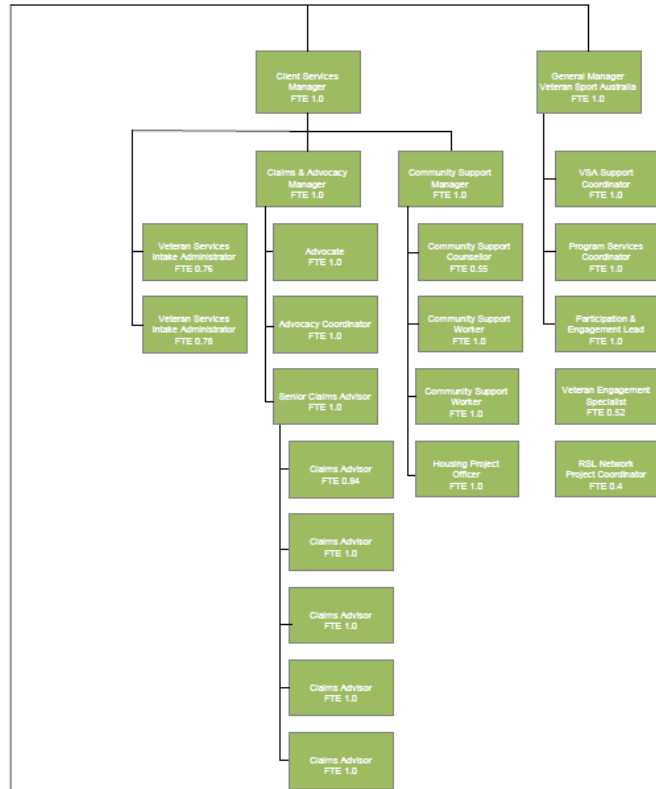 Client Services
Manager
FTE 1.0
General Manager
Veteran Sport Australia
FTE 1.0
Claims & Advocacy
Manager
FTE 1.0
Community Support
Manager
FTE 1.0
VSA Support
Coordinator
FTE 1.0
Veteran Services
Intake Administrator
FTE 0.76
Advocate
FTE 1.0
Community Support
Counsellor
FTE 0.55
Program Services
Coordinator
FTE 1.0
Veteran Services
Intake Administrator
FTE 0.78
Advocacy Coordinator
FTE 1.0
Community Support
Worker
FTE 1.0
Participation &
Engagement Lead
FTE 1.0
Senior Claims Advisor
FTE 1.0
Community Support
Worker
FTE 1.0
Veteran Engagement
Specialist
FTE 0.52
Claims Advisor
FTE 0.84
Housing Project
Officer
FTE 1.0
RSL Network
Project Coordinator
FTE 0.4
Claims Advisor
FTE 1.0
Claims Advisor
FTE 1.0
Claims Advisor
FTE 1.0
Claims Advisor
FTE 1.0